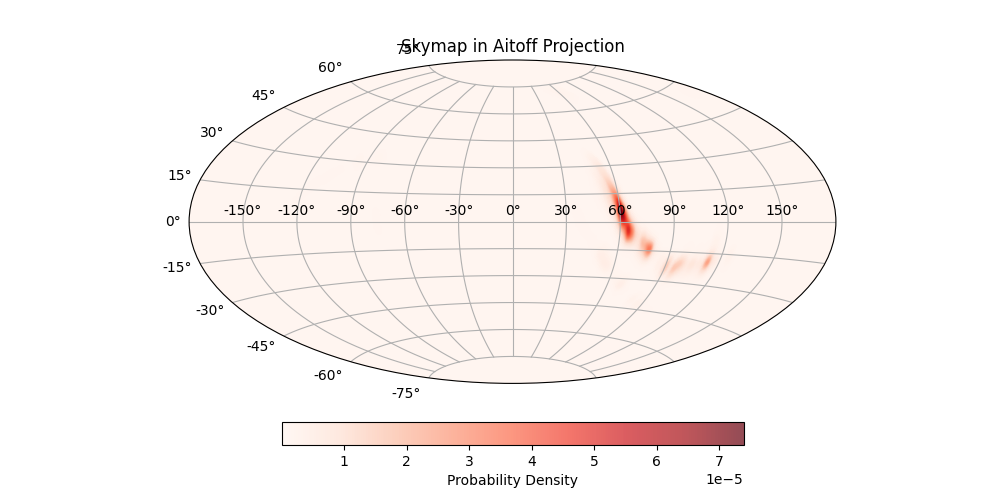 Skymap in Aitoff Projection
75°
60°
45°
30°
15°
-150° -120° -90° -60° -30° 0° 30° 60° 90° 120° 150°
0°
-15°
-30°
-45°
-60°
-75°
1 2 3 4 5 6 7
1e−5
Probability Density